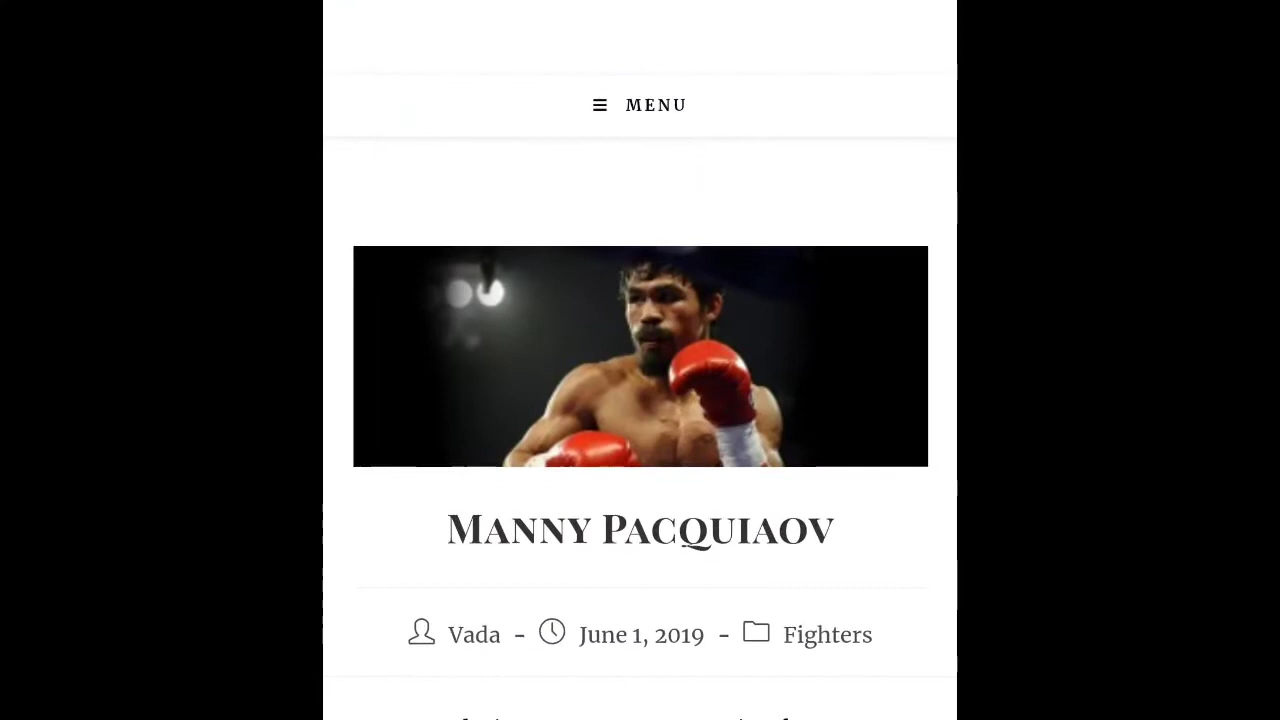 ☰ MENU
Manny Pacquiaov
Vada - June 1, 2019 - Fighters